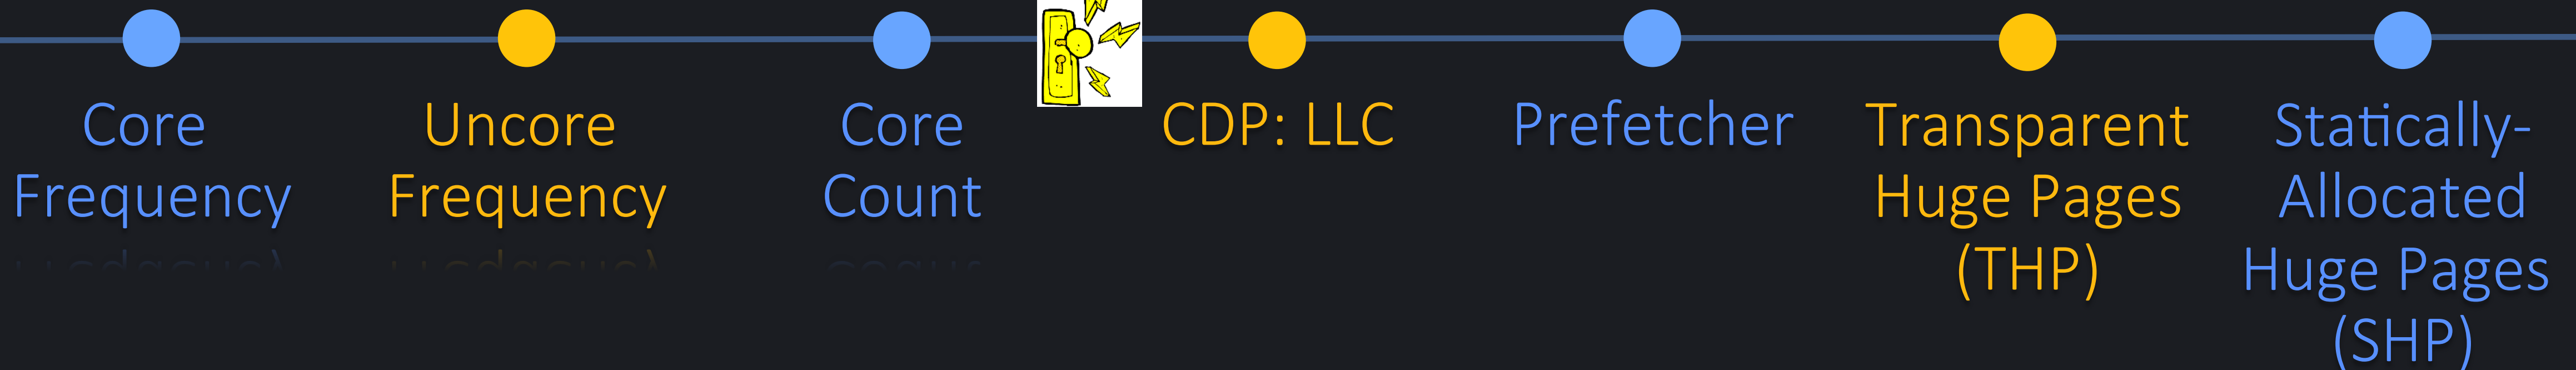 Core
Frequency
Uncore
Frequency
Core
Count
CDP: LLC
Prefetcher
Transparent
Huge Pages
(THP)
Statically-
Allocated
Huge Pages
(SHP)